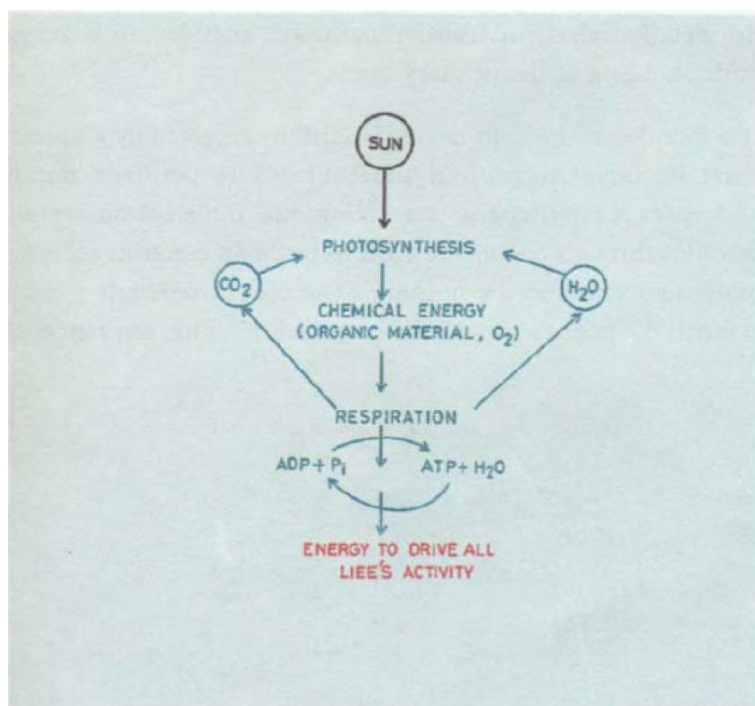 SUN
PHOTOSYNTHESIS
CO₂
H₂O
CHEMICAL ENERGY
(ORGANIC MATERIAL, O₂)
RESPIRATION
ADP + Pi
ATP + H₂O
ENERGY TO DRIVE ALL
LIEE'S ACTIVITY